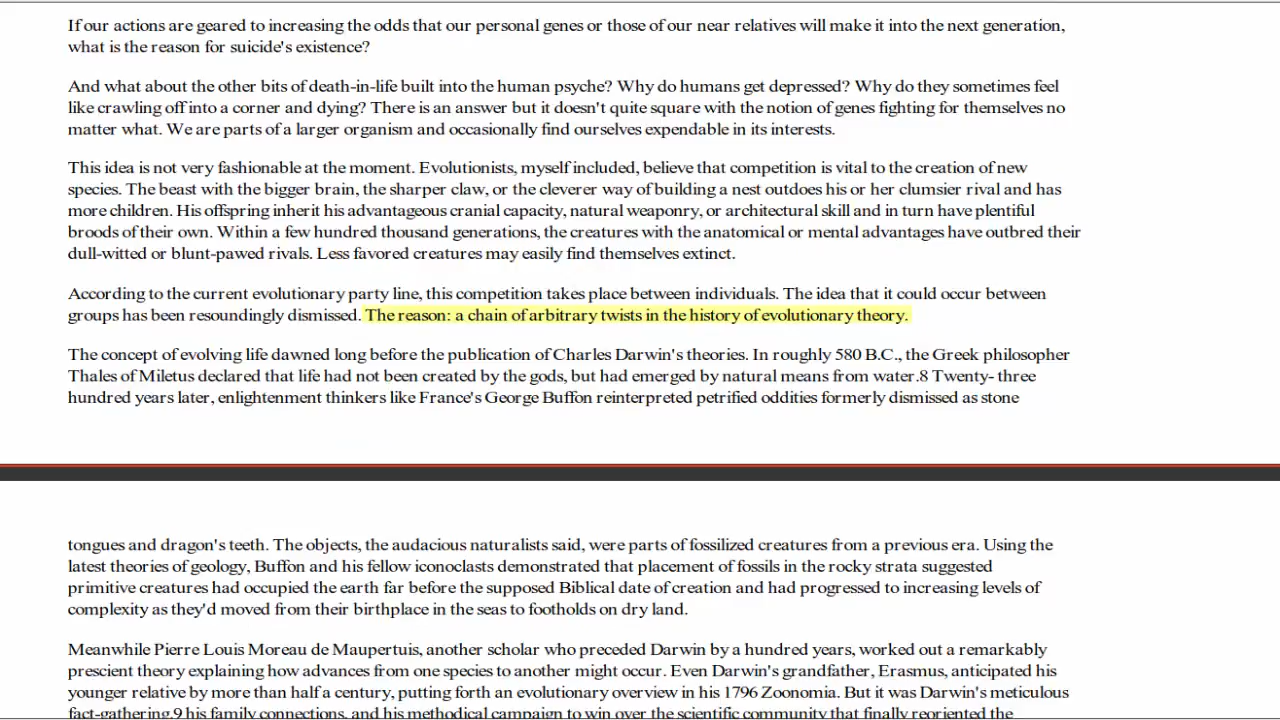 If our actions are geared to increasing the odds that our personal genes or those of our near relatives will make it into the next generation,
what is the reason for suicide's existence?
And what about the other bits of death-in-life built into the human psyche? Why do humans get depressed? Why do they sometimes feel
like crawling off into a corner and dying? There is an answer but it doesn't quite square with the notion of genes fighting for themselves no
matter what. We are parts of a larger organism and occasionally find ourselves expendable in its interests.
This idea is not very fashionable at the moment. Evolutionists, myself included, believe that competition is vital to the creation of new
species. The beast with the bigger brain, the sharper claw, or the cleverer way of building a nest outdoes his or her clumsier rival and has
more children. His offspring inherit his advantageous cranial capacity, natural weaponry, or architectural skill and in turn have plentiful
broods of their own. Within a few hundred thousand generations, the creatures with the anatomical or mental advantages have outbred their
dull-witted or blunt-pawed rivals. Less favored creatures may easily find themselves extinct.
According to the current evolutionary party line, this competition takes place between individuals. The idea that it could occur between
groups has been resoundingly dismissed. The reason: a chain of arbitrary twists in the history of evolutionary theory.
The concept of evolving life dawned long before the publication of Charles Darwin's theories. In roughly 580 B.C., the Greek philosopher
Thales of Miletus declared that life had not been created by the gods, but had emerged by natural means from water.8 Twenty- three
hundred years later, enlightenment thinkers like France's George Buffon reinterpreted petrified oddities formerly dismissed as stone
tongues and dragon's teeth. The objects, the audacious naturalists said, were parts of fossilized creatures from a previous era. Using the
latest theories of geology, Buffon and his fellow iconoclasts demonstrated that placement of fossils in the rocky strata suggested
primitive creatures had occupied the earth far before the supposed Biblical date of creation and had progressed to increasing levels of
complexity as they'd moved from their birthplace in the seas to footholds on dry land.
Meanwhile Pierre Louis Moreau de Maupertuis, another scholar who preceded Darwin by a hundred years, worked out a remarkably
prescient theory explaining how advances from one species to another might occur. Even Darwin's grandfather, Erasmus, anticipated his
younger relative by more than half a century, putting forth an evolutionary overview in his 1796 Zoonomia. But it was Darwin's meticulous
fact-gathering,9 his family connections, and his methodical campaign to win over the scientific community that finally reoriented the